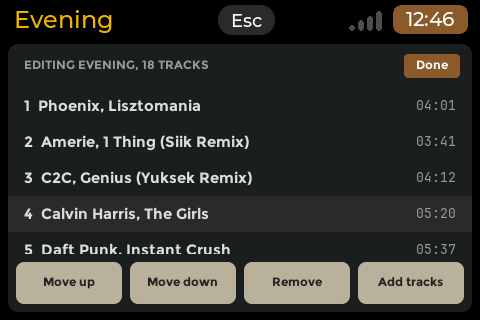 Evening
Esc
12:46
EDITING EVENING, 18 TRACKS
Done
1 Phoenix, Lisztomania 04:01
2 Amerie, 1 Thing (Siik Remix) 03:41
3 C2C, Genius (Yuksek Remix) 04:12
4 Calvin Harris, The Girls 05:20
5 Daft Punk, Instant Crush 05:37
Move up
Move down
Remove
Add tracks